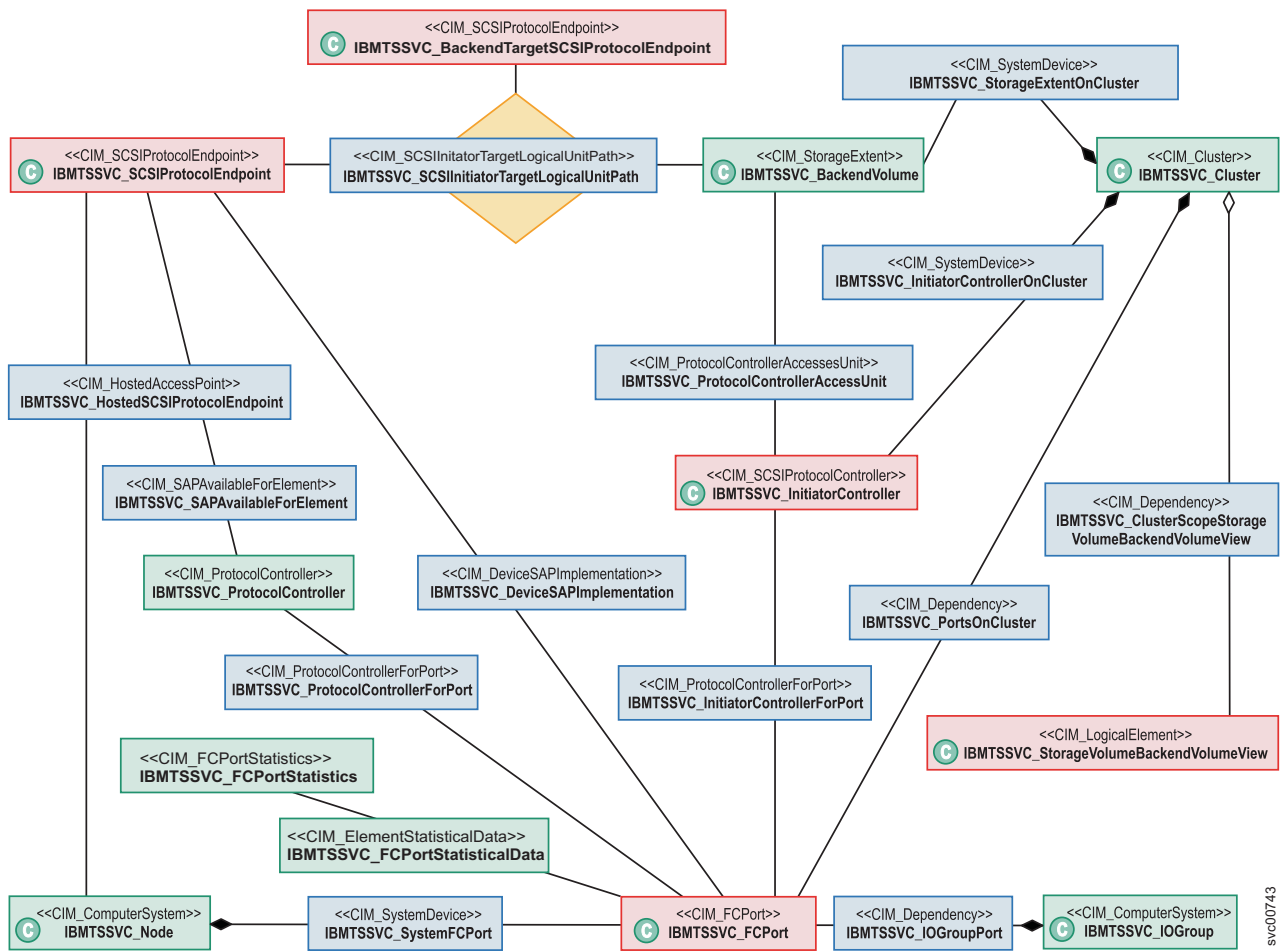 <<CIM_SCSIProtocolEndpoint>>
C
IBMTSSVC_BackendTargetSCSIProtocolEndpoint
<<CIM_SystemDevice>>
IBMTSSVC_StorageExtentOnCluster
<<CIM_SCSIProtocolEndpoint>>
C
IBMTSSVC_SCSIProtocolEndpoint
<<CIM_SCSIInitatorTargetLogicalUnitPath>>
IBMTSSVC_SCSIInitiatorTargetLogicalUnitPath
<<CIM_StorageExtent>>
C
IBMTSSVC_BackendVolume
<<CIM_Cluster>>
C
IBMTSSVC_Cluster
<<CIM_SystemDevice>>
IBMTSSVC_InitiatorControllerOnCluster
<<CIM_ProtocolControllerAccessesUnit>>
IBMTSSVC_ProtocolControllerAccessUnit
<<CIM_HostedAccessPoint>>
IBMTSSVC_HostedSCSIProtocolEndpoint
<<CIM_SAPAvailableForElement>>
IBMTSSVC_SAPAvailableForElement
<<CIM_SCSIProtocolController>>
C
IBMTSSVC_InitiatorController
<<CIM_Dependency>>
IBMTSSVC_ClusterScopeStorage
VolumeBackendVolumeView
<<CIM_ProtocolController>>
IBMTSSVC_ProtocolController
<<CIM_DeviceSAPImplementation>>
IBMTSSVC_DeviceSAPImplementation
<<CIM_Dependency>>
IBMTSSVC_PortsOnCluster
<<CIM_ProtocolControllerForPort>>
IBMTSSVC_ProtocolControllerForPort
<<CIM_ProtocolControllerForPort>>
IBMTSSVC_InitiatorControllerForPort
<<CIM_LogicalElement>>
C
IBMTSSVC_StorageVolumeBackendVolumeView
<<CIM_FCPortStatistics>>
IBMTSSVC_FCPortStatistics
<<CIM_ElementStatisticalData>>
IBMTSSVC_FCPortStatisticalData
<<CIM_ComputerSystem>>
C
IBMTSSVC_Node
<<CIM_SystemDevice>>
IBMTSSVC_SystemFCPort
<<CIM_FCPort>>
C
IBMTSSVC_FCPort
<<CIM_Dependency>>
IBMTSSVC_IOGroupPort
<<CIM_ComputerSystem>>
C
IBMTSSVC_IOGroup
svc00743